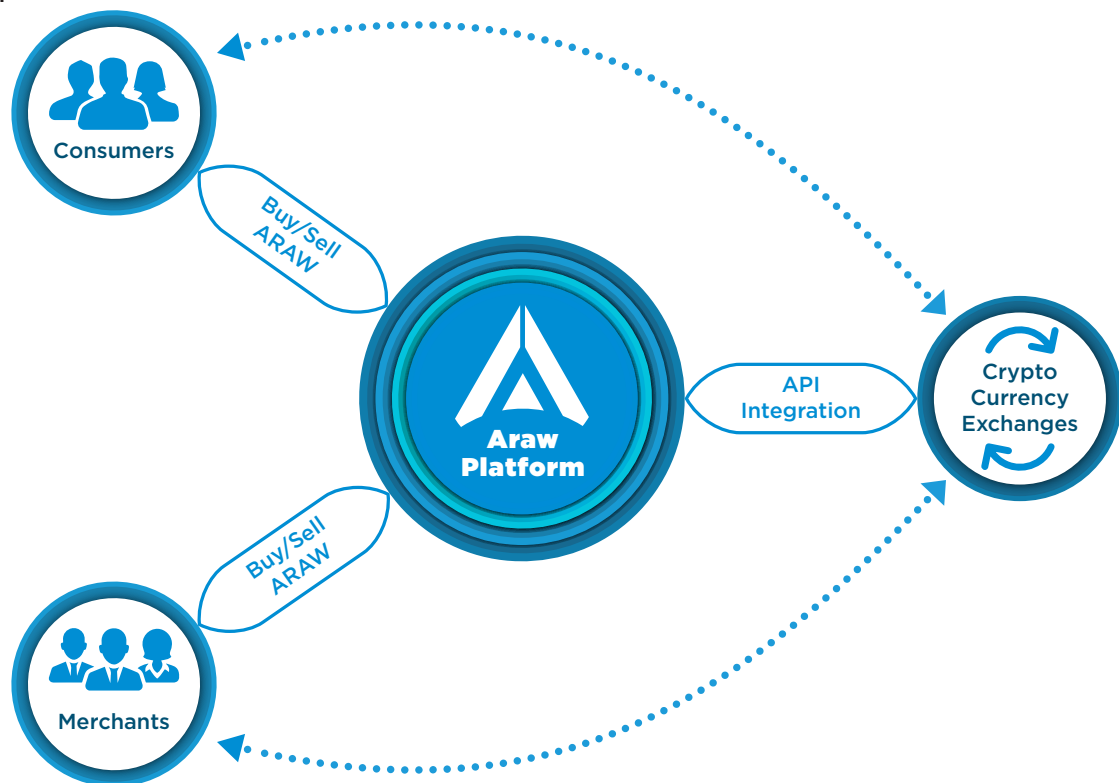 Consumers
Buy/Sell
ARAW
Araw
Platform
API
Integration
Crypto
Currency
Exchanges
Buy/Sell
ARAW
Merchants